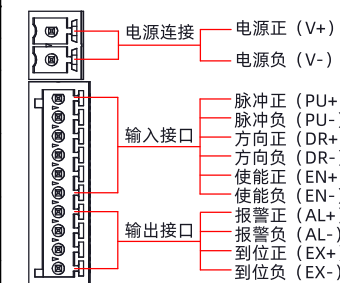 电源连接
电源正（V+）
电源负（V-）
输入接口
脉冲正（PU+
脉冲负（PU-）
方向正（DR+
方向负（DR-）
使能正（EN+
使能负（EN-）
输出接口
报警正（AL+）
报警负（AL-）
到位正（EX+
到位负（EX-）